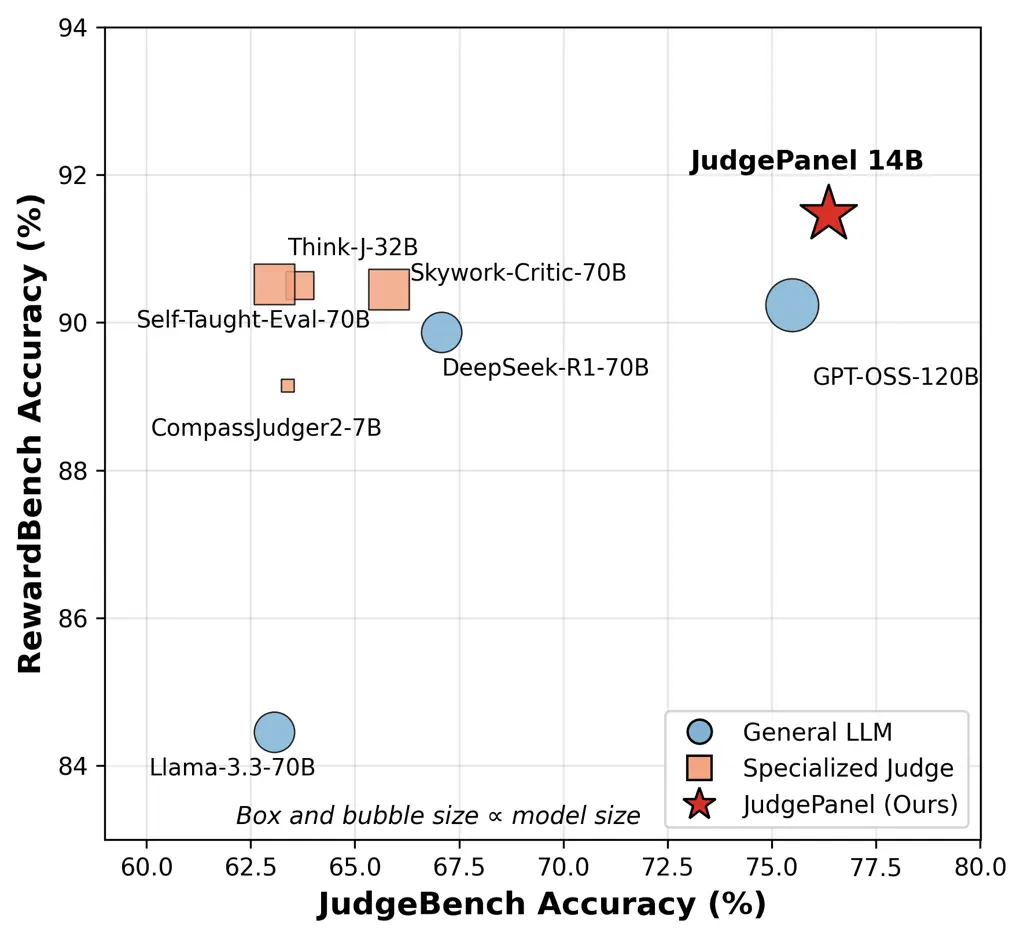 94
92
90
88
86
84
RewardBench Accuracy (%)
JudgePanel 14B
Think-J-32B
Skywork-Critic-70B
Self-Taught-Eval-70B
DeepSeek-R1-70B
GPT-OSS-120B
CompassJudger2-7B
Llama-3.3-70B
Box and bubble size ∝ model size
General LLM
Specialized Judge
JudgePanel (Ours)
60.0 62.5 65.0 67.5 70.0 72.5 75.0 77.5 80.0
JudgeBench Accuracy (%)